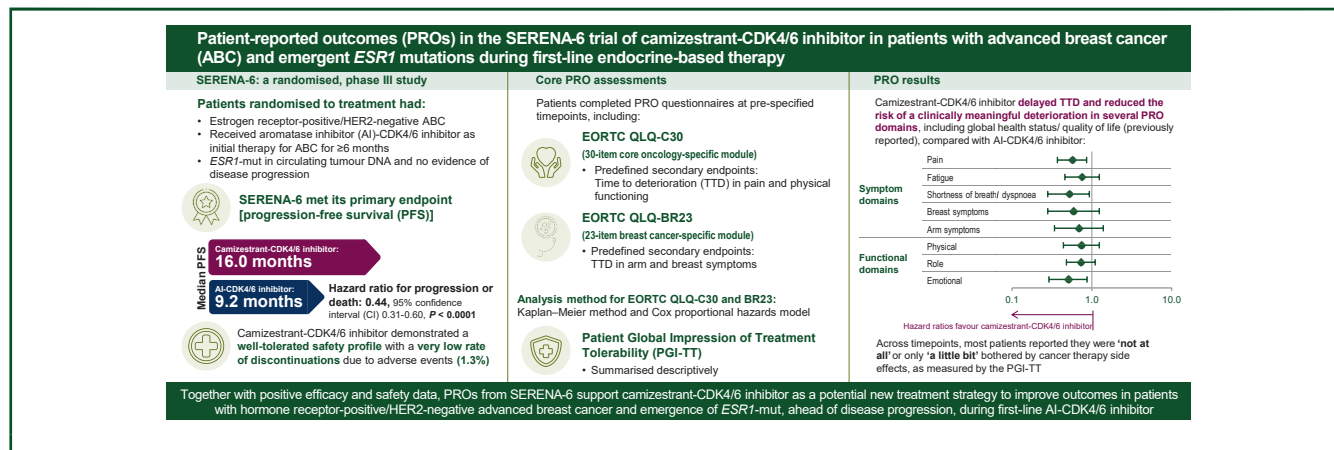 Patient-reported outcomes (PROs) in the SERENA-6 trial of camizestrant-CDK4/6 inhibitor in patients with advanced breast cancer
(ABC) and emergent ESR1 mutations during first-line endocrine-based therapy
SERENA-6: a randomised, phase III study
Patients randomised to treatment had:
• Estrogen receptor-positive/HER2-negative ABC
• Received aromatase inhibitor (AI)-CDK4/6 inhibitor as
initial therapy for ABC for ≥6 months
• ESR1-mut in circulating tumour DNA and no evidence of
disease progression
SERENA-6 met its primary endpoint
[progression-free survival (PFS)]
Median PFS
Camizestrant-CDK4/6 inhibitor:
16.0 months
AI-CDK4/6 inhibitor:
9.2 months
Hazard ratio for progression or
death: 0.44, 95% confidence
interval (CI) 0.31-0.60, P < 0.0001
Camizestrant-CDK4/6 inhibitor demonstrated a
well-tolerated safety profile with a very low rate
of discontinuations due to adverse events (1.3%)
Core PRO assessments
Patients completed PRO questionnaires at pre-specified
timepoints, including:
EORTC QLQ-C30
(30-item core oncology-specific module)
• Predefined secondary endpoints:
Time to deterioration (TTD) in pain and physical
functioning
EORTC QLQ-BR23
(23-item breast cancer-specific module)
• Predefined secondary endpoints:
TTD in arm and breast symptoms
Analysis method for EORTC QLQ-C30 and BR23:
Kaplan–Meier method and Cox proportional hazards model
Patient Global Impression of Treatment
Tolerability (PGI-TT)
• Summarised descriptively
PRO results
Camizestrant-CDK4/6 inhibitor delayed TTD and reduced the
risk of a clinically meaningful deterioration in several PRO
domains, including global health status/ quality of life (previously
reported), compared with AI-CDK4/6 inhibitor:
Symptom
domains
Pain
Fatigue
Shortness of breath/ dyspnoea
Breast symptoms
Arm symptoms
Functional
domains
Physical
Role
Emotional
0.1 1.0 10.0
Hazard ratios favour camizestrant-CDK4/6 inhibitor
Across timepoints, most patients reported they were 'not at
all' or only 'a little bit' bothered by cancer therapy side
effects, as measured by the PGI-TT
Together with positive efficacy and safety data, PROs from SERENA-6 support camizestrant-CDK4/6 inhibitor as a potential new treatment strategy to improve outcomes in patients
with hormone receptor-positive/HER2-negative advanced breast cancer and emergence of ESR1-mut, ahead of disease progression, during first-line AI-CDK4/6 inhibitor